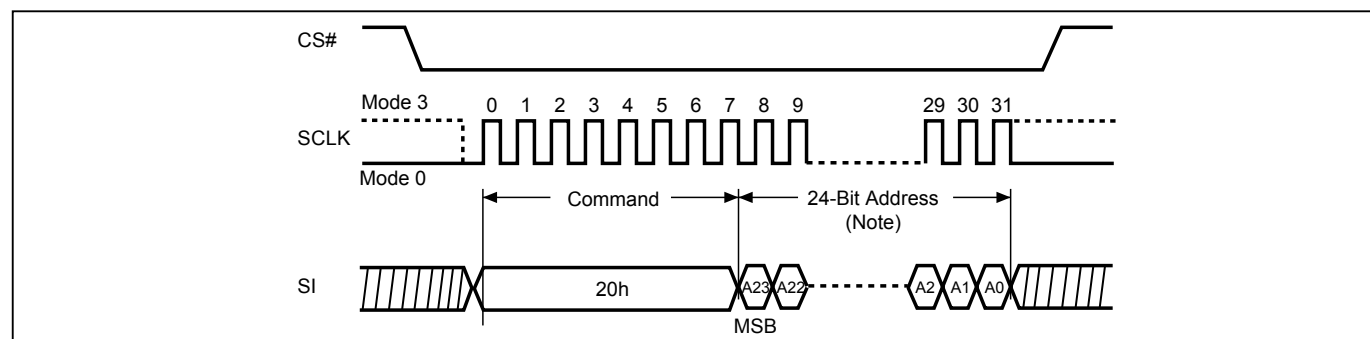 CS#
Mode 3
0 1 2 3 4 5 6 7 8 9 29 30 31
SCLK
Mode 0
Command 24-Bit Address
(Note)
SI 20h A23 A22 A2 A1 A0
MSB